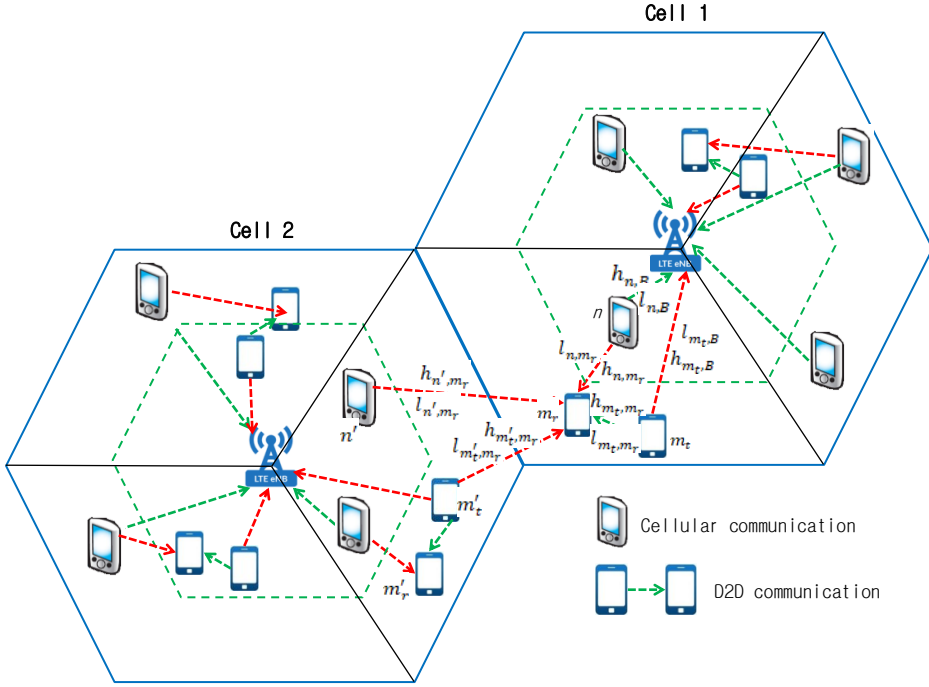 Cell 1
LTE eNB
h_{n,B}
l_{n,B}
n
l_{m_t,B}
h_{m_t,B}
l_{n,m_r}
h_{n,m_r}
Cell 2
h_{n',m_r}
l_{n',m_r}
n'
m_r
h_{m_t,m_r}
l_{m_t,m_r}
m_t
h_{m'_t,m_r}
l_{m'_t,m_r}
LTE eNB
m'_t
m'_r
Cellular communication
D2D communication